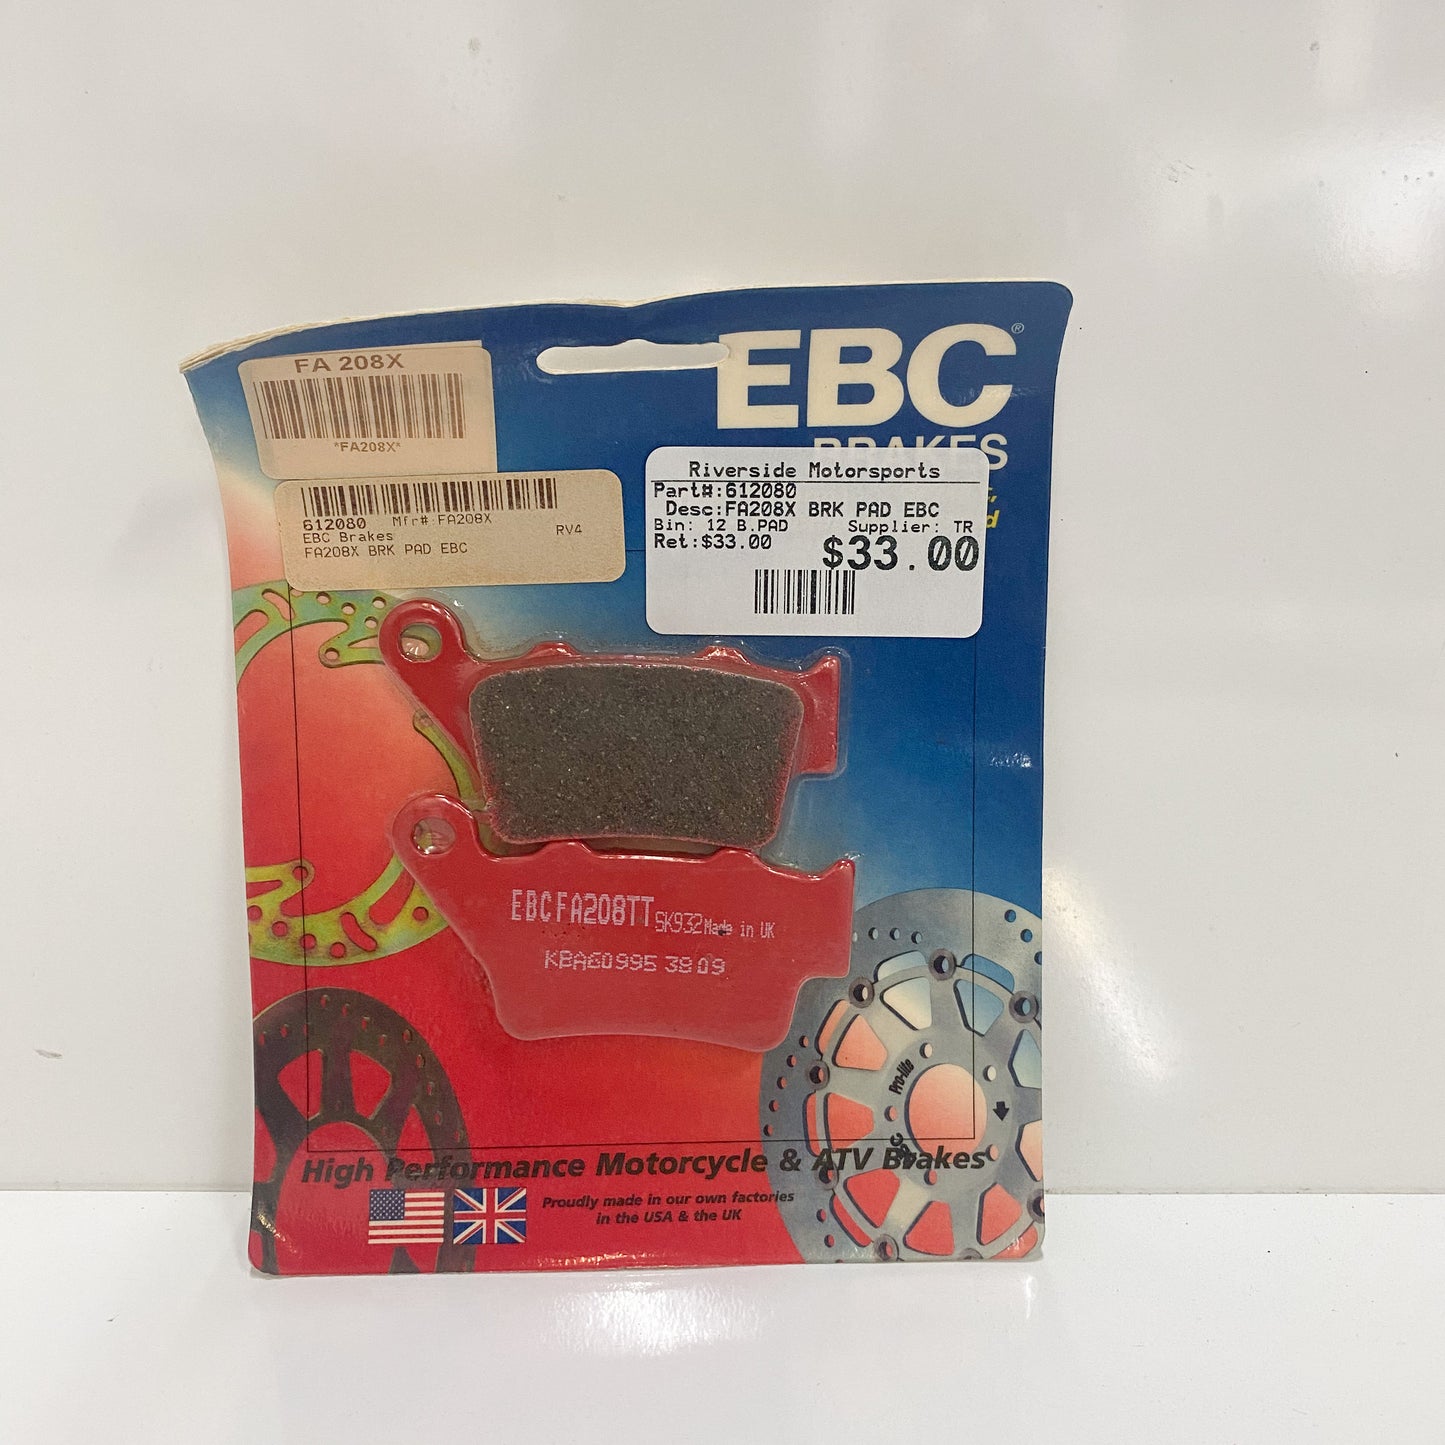 EBC®
BRAKES
FA 208X
*FA208X*
612080 Mfr# FA208X
EBC Brakes RV4
FA208X BRK PAD EBC
Riverside Motorsports
Part#:612080
Desc:FA208X BRK PAD EBC
Bin: 12 B.PAD Supplier: TR
Ret:$33.00 $33.00
EBC FA208TT SK932 Made in UK
KBA60995 38 09
Pro-lite
EBC
High Performance Motorcycle & ATV Brakes
Proudly made in our own factories
in the USA & the UK